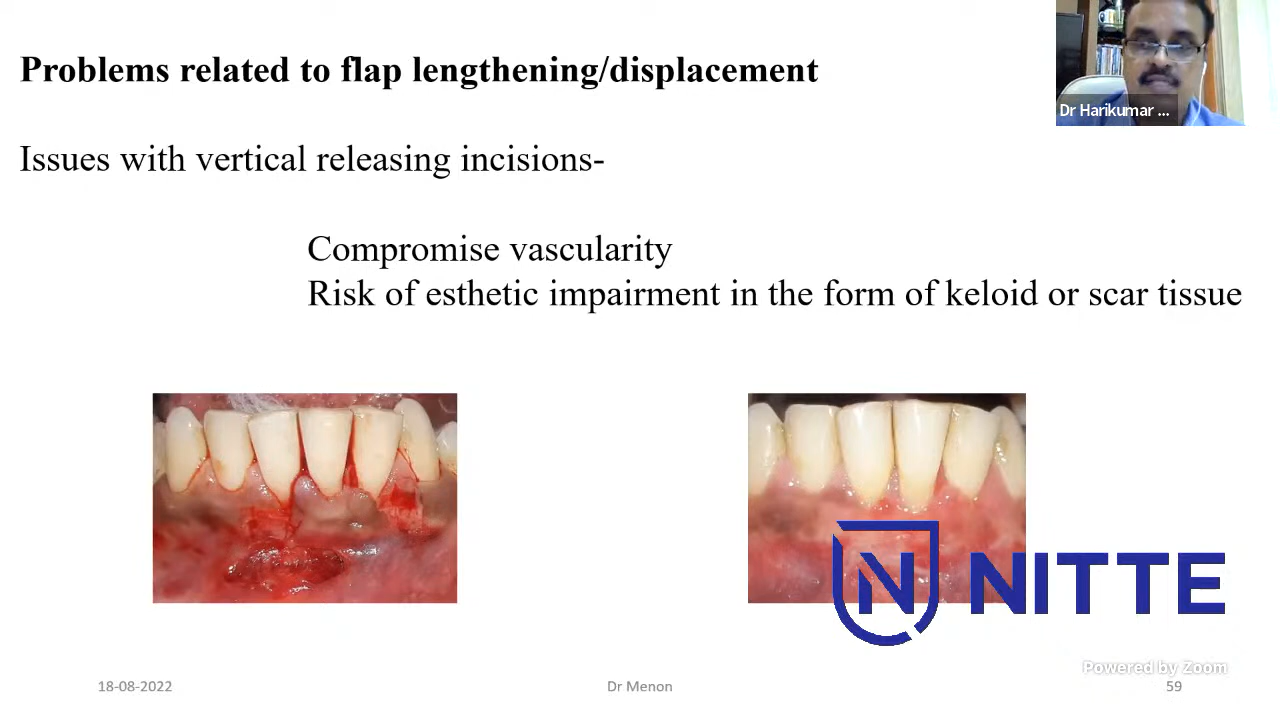 Problems related to flap lengthening/displacement
Dr Harikumar ...
Issues with vertical releasing incisions-
Compromise vascularity
Risk of esthetic impairment in the form of keloid or scar tissue
N NITTE
Powered by Zoom
18-08-2022
Dr Menon
59